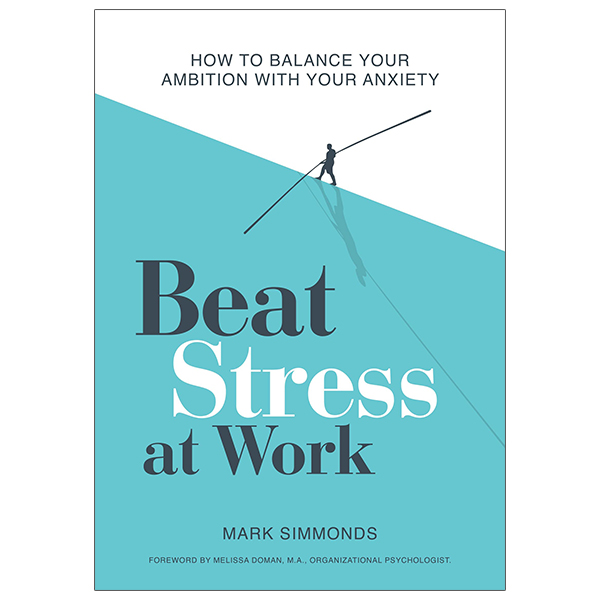 HOW TO BALANCE YOUR
AMBITION WITH YOUR ANXIETY
Beat
Stress
at Work
MARK SIMMONDS
FOREWORD BY MELISSA DOMAN, M.A., ORGANIZATIONAL PSYCHOLOGIST.